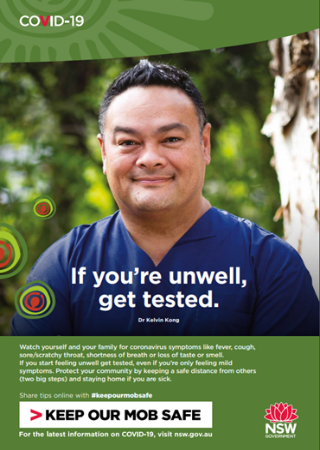 COVID-19
If you're unwell,
get tested.
Dr Kelvin Kong
Watch yourself and your family for coronavirus symptoms like fever, cough,
sore/scratchy throat, shortness of breath or loss of taste or smell.
If you start feeling unwell get tested, even if you're only feeling mild
symptoms. Protect your community by keeping a safe distance from others
(two big steps) and staying home if you are sick.
Share tips online with #keepourmobsafe
> KEEP OUR MOB SAFE
For the latest information on COVID-19, visit nsw.gov.au
NSW
GOVERNMENT